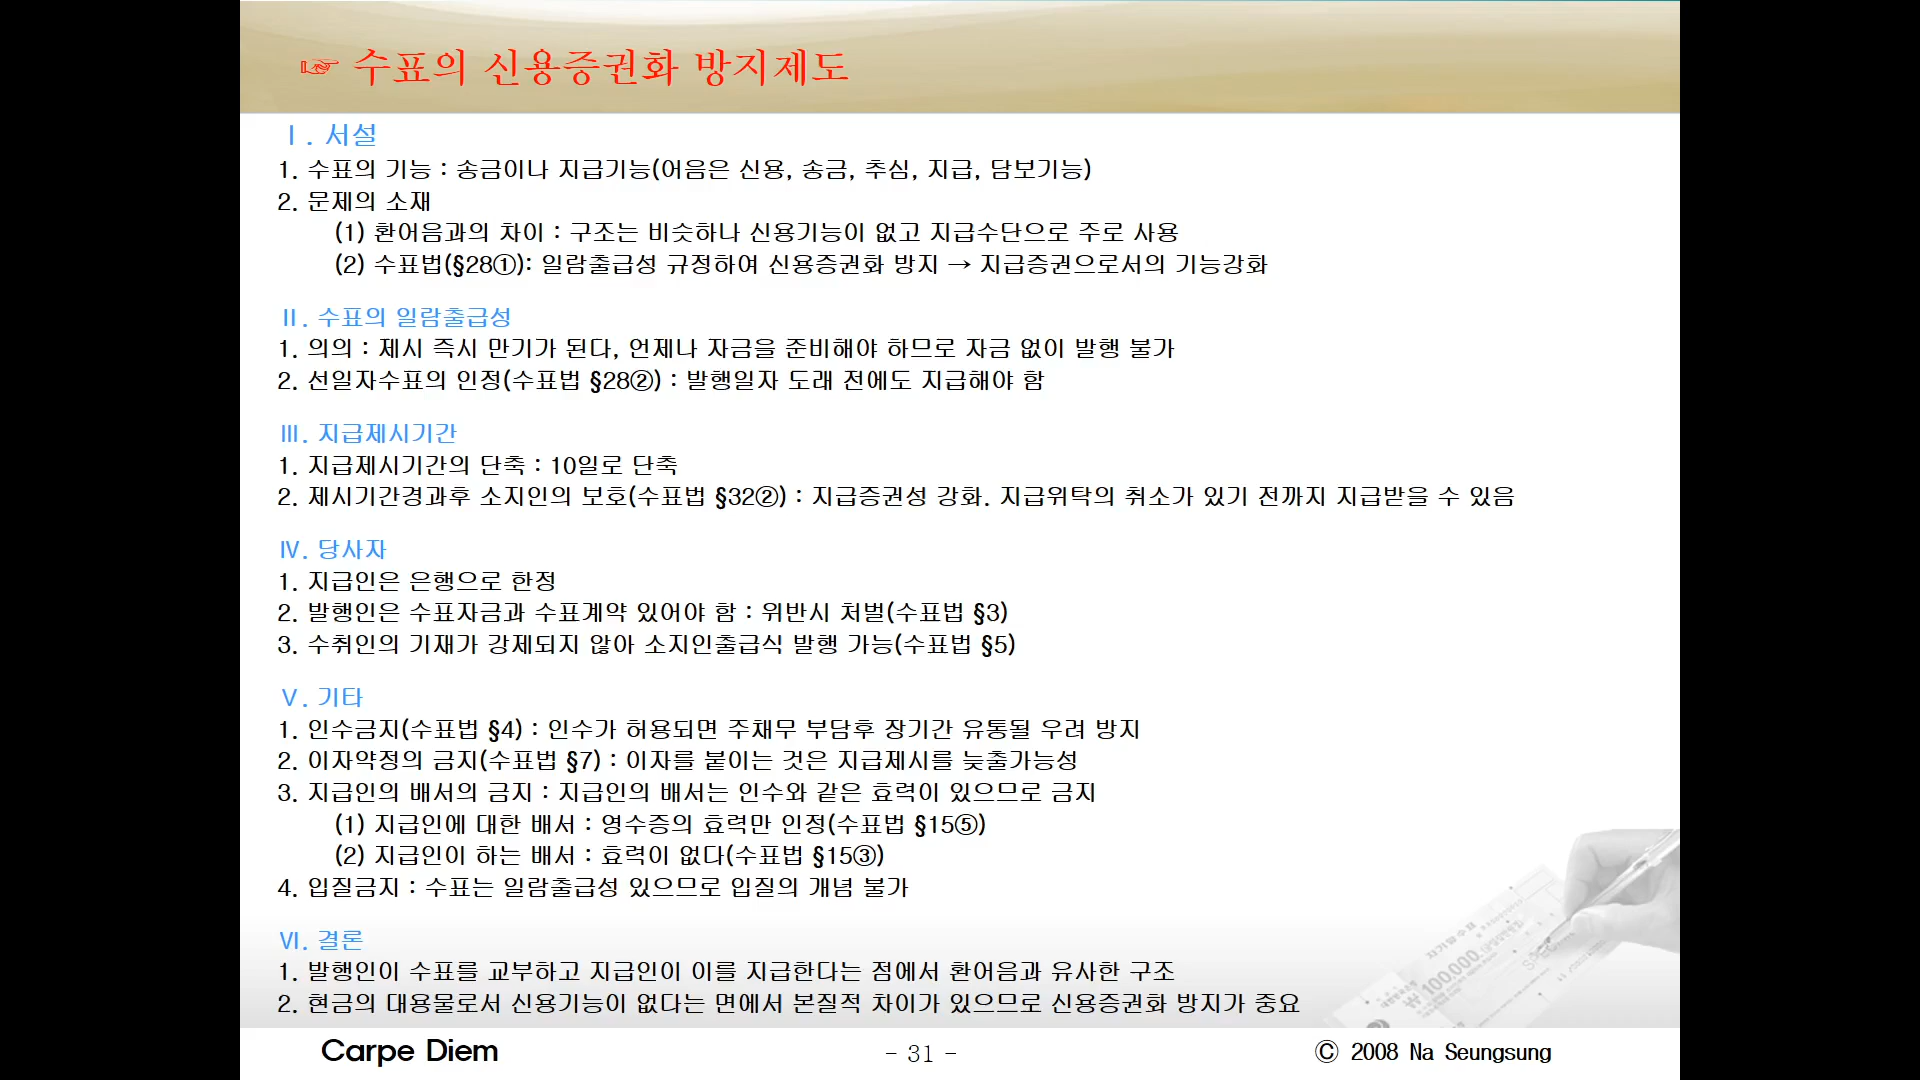 ☞ 수표의 신용증권화 방지제도
Ⅰ. 서설
1. 수표의 기능 : 송금이나 지급기능(어음은 신용, 송금, 추심, 지급, 담보기능)
2. 문제의 소재
(1) 환어음과의 차이 : 구조는 비슷하나 신용기능이 없고 지급수단으로 주로 사용
(2) 수표법(§28①): 일람출급성 규정하여 신용증권화 방지 → 지급증권으로서의 기능강화
Ⅱ. 수표의 일람출급성
1. 의의 : 제시 즉시 만기가 된다, 언제나 자금을 준비해야 하므로 자금 없이 발행 불가
2. 선일자수표의 인정(수표법 §28②) : 발행일자 도래 전에도 지급해야 함
Ⅲ. 지급제시기간
1. 지급제시기간의 단축 : 10일로 단축
2. 제시기간경과후 소지인의 보호(수표법 §32②) : 지급증권성 강화. 지급위탁의 취소가 있기 전까지 지급받을 수 있음
Ⅳ. 당사자
1. 지급인은 은행으로 한정
2. 발행인은 수표자금과 수표계약 있어야 함 : 위반시 처벌(수표법 §3)
3. 수취인의 기재가 강제되지 않아 소지인출급식 발행 가능(수표법 §5)
Ⅴ. 기타
1. 인수금지(수표법 §4) : 인수가 허용되면 주채무 부담후 장기간 유통될 우려 방지
2. 이자약정의 금지(수표법 §7) : 이자를 붙이는 것은 지급제시를 늦출가능성
3. 지급인의 배서의 금지 : 지급인의 배서는 인수와 같은 효력이 있으므로 금지
(1) 지급인에 대한 배서 : 영수증의 효력만 인정(수표법 §15⑤)
(2) 지급인이 하는 배서 : 효력이 없다(수표법 §15③)
4. 입질금지 : 수표는 일람출급성 있으므로 입질의 개념 불가
Ⅵ. 결론
1. 발행인이 수표를 교부하고 지급인이 이를 지급한다는 점에서 환어음과 유사한 구조
2. 현금의 대용물로서 신용기능이 없다는 면에서 본질적 차이가 있으므로 신용증권화 방지가 중요
자기앞수표
₩100,000
Carpe Diem
- 31 -
© 2008 Na Seungsung